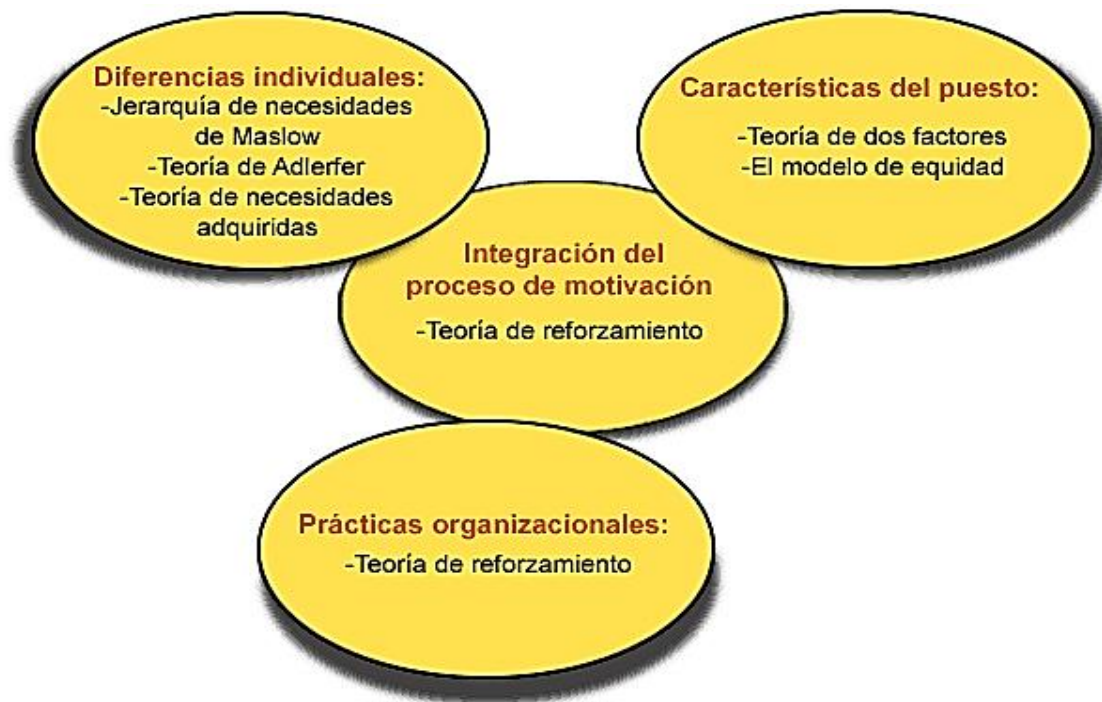 Diferencias individuales:
-Jerarquía de necesidades
de Maslow
-Teoría de Adlerfer
-Teoría de necesidades
adquiridas
Características del puesto:
-Teoría de dos factores
-El modelo de equidad
Integración del
proceso de motivación
-Teoría de reforzamiento
Prácticas organizacionales:
-Teoría de reforzamiento